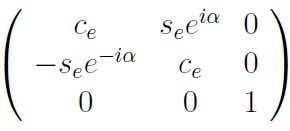 c_e s_e e^{iα} 0
−s_e e^{−iα} c_e 0
0 0 1